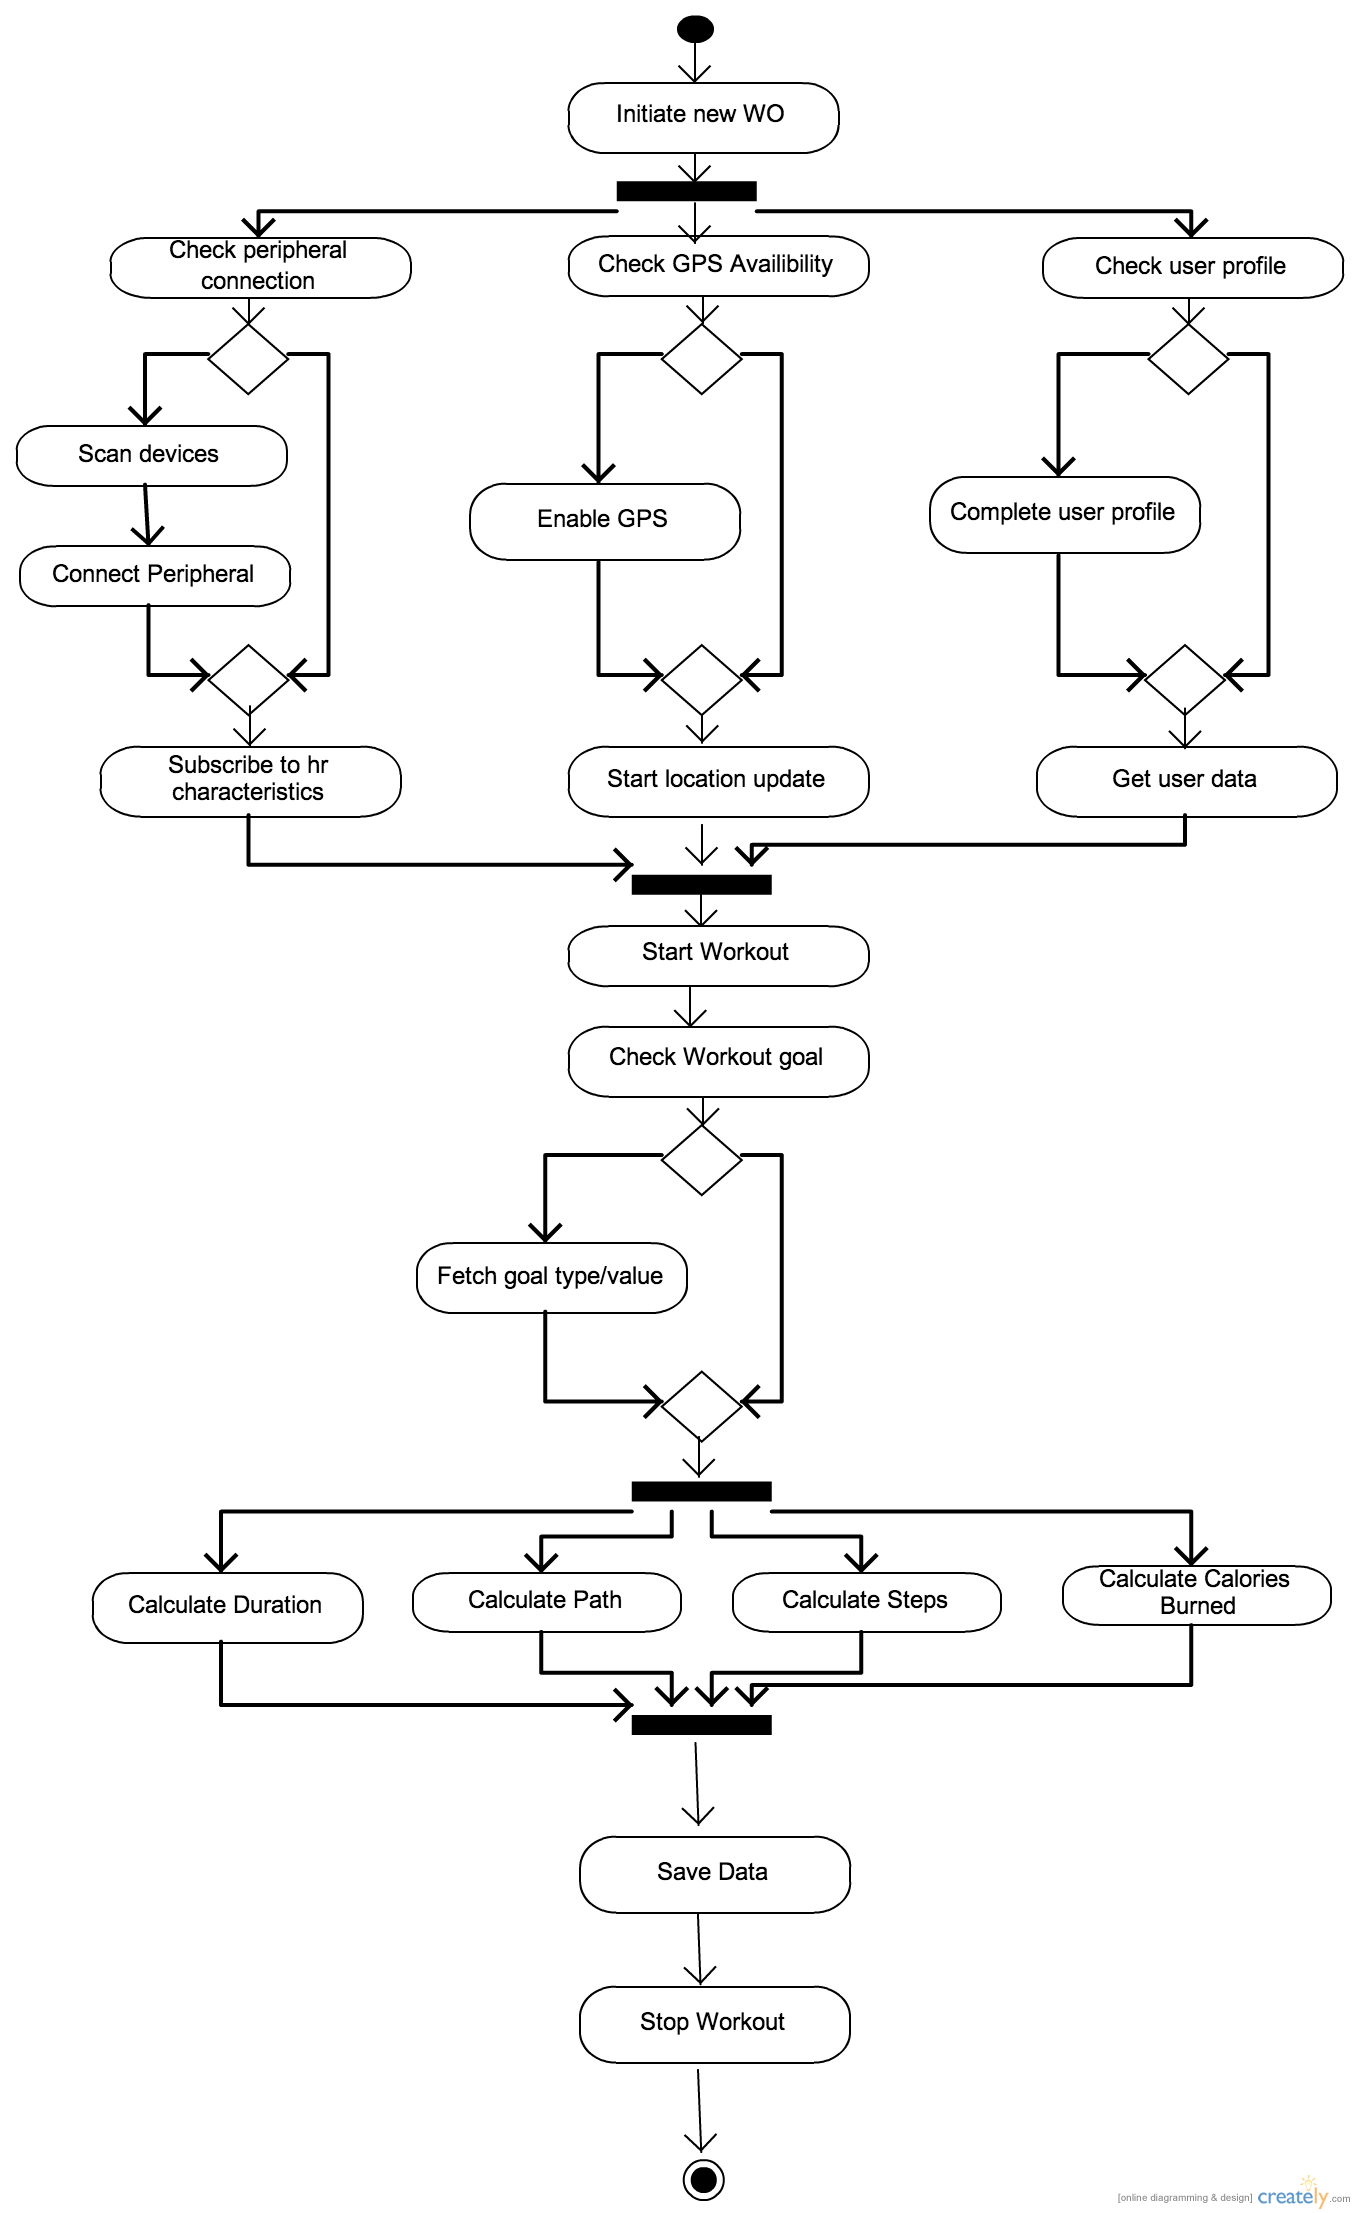 Initiate new WO
Check peripheral
connection
Check GPS Availibility
Check user profile
Scan devices
Enable GPS
Complete user profile
Connect Peripheral
Subscribe to hr
characteristics
Start location update
Get user data
Start Workout
Check Workout goal
Fetch goal type/value
Calculate Duration
Calculate Path
Calculate Steps
Calculate Calories
Burned
Save Data
Stop Workout
[online diagramming & design] creately.com